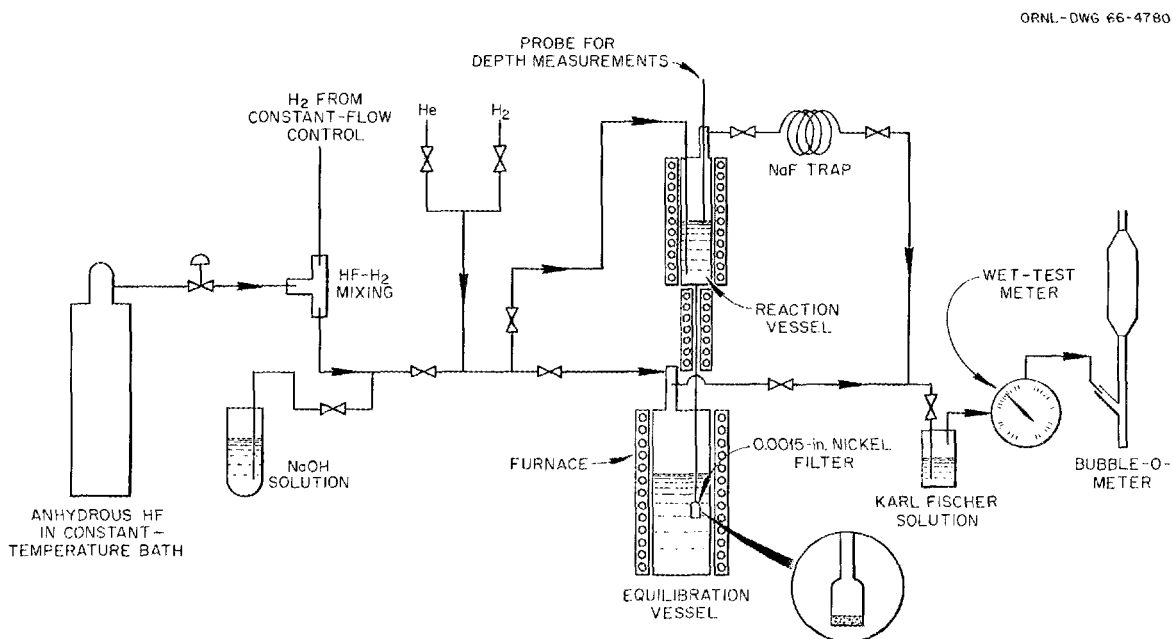 ORNL-DWG 66-4780
PROBE FOR
DEPTH MEASUREMENTS
H2 FROM
CONSTANT-FLOW
CONTROL
He
H2
NaF TRAP
HF-H2
MIXING
REACTION
VESSEL
WET-TEST
METER
NaOH
SOLUTION
FURNACE
0.0015-in. NICKEL
FILTER
ANHYDROUS HF
IN CONSTANT-
TEMPERATURE BATH
EQUILIBRATION
VESSEL
KARL FISCHER
SOLUTION
BUBBLE-O-
METER